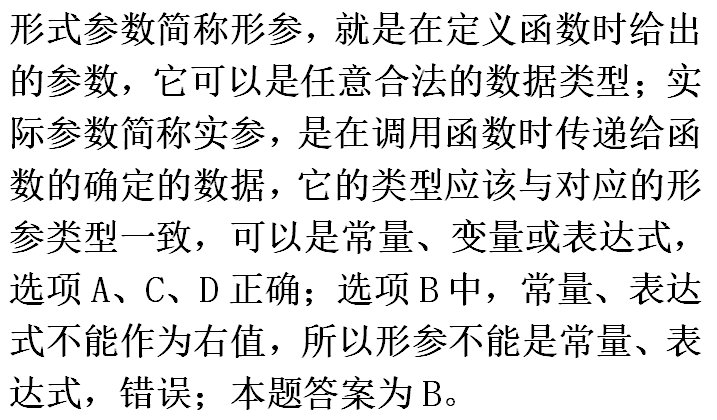 形式参数简称形参，就是在定义函数时给出
的参数，它可以是任意合法的数据类型；实
际参数简称实参，是在调用函数时传递给函
数的确定的数据，它的类型应该与对应的形
参类型一致，可以是常量、变量或表达式，
选项 A、C、D 正确；选项 B 中，常量、表达
式不能作为右值，所以形参不能是常量、表
达式，错误；本题答案为 B。